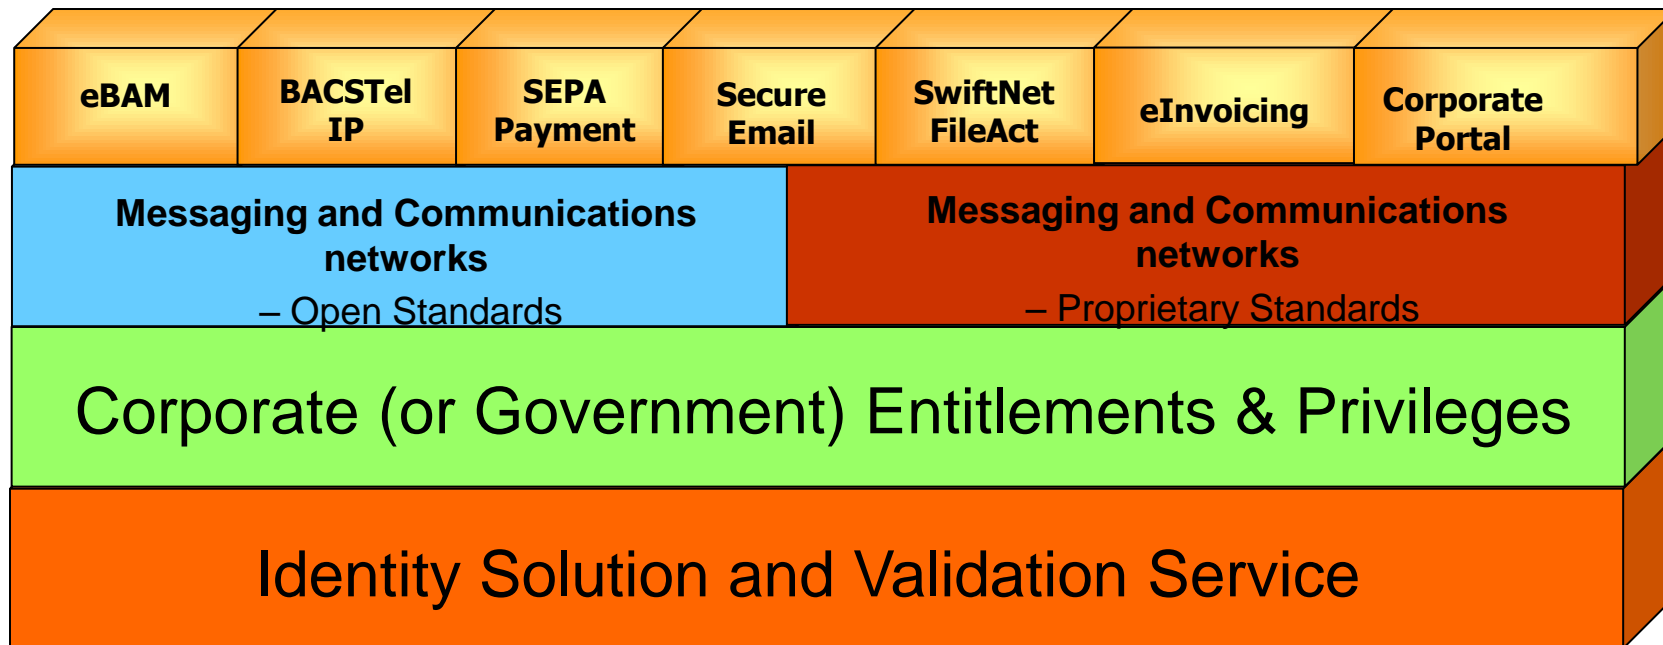 eBAM
BACSTel
IP
SEPA
Payment
Secure
Email
SwiftNet
FileAct
eInvoicing
Corporate
Portal
Messaging and Communications
networks
– Open Standards
Messaging and Communications
networks
– Proprietary Standards
Corporate (or Government) Entitlements & Privileges
Identity Solution and Validation Service